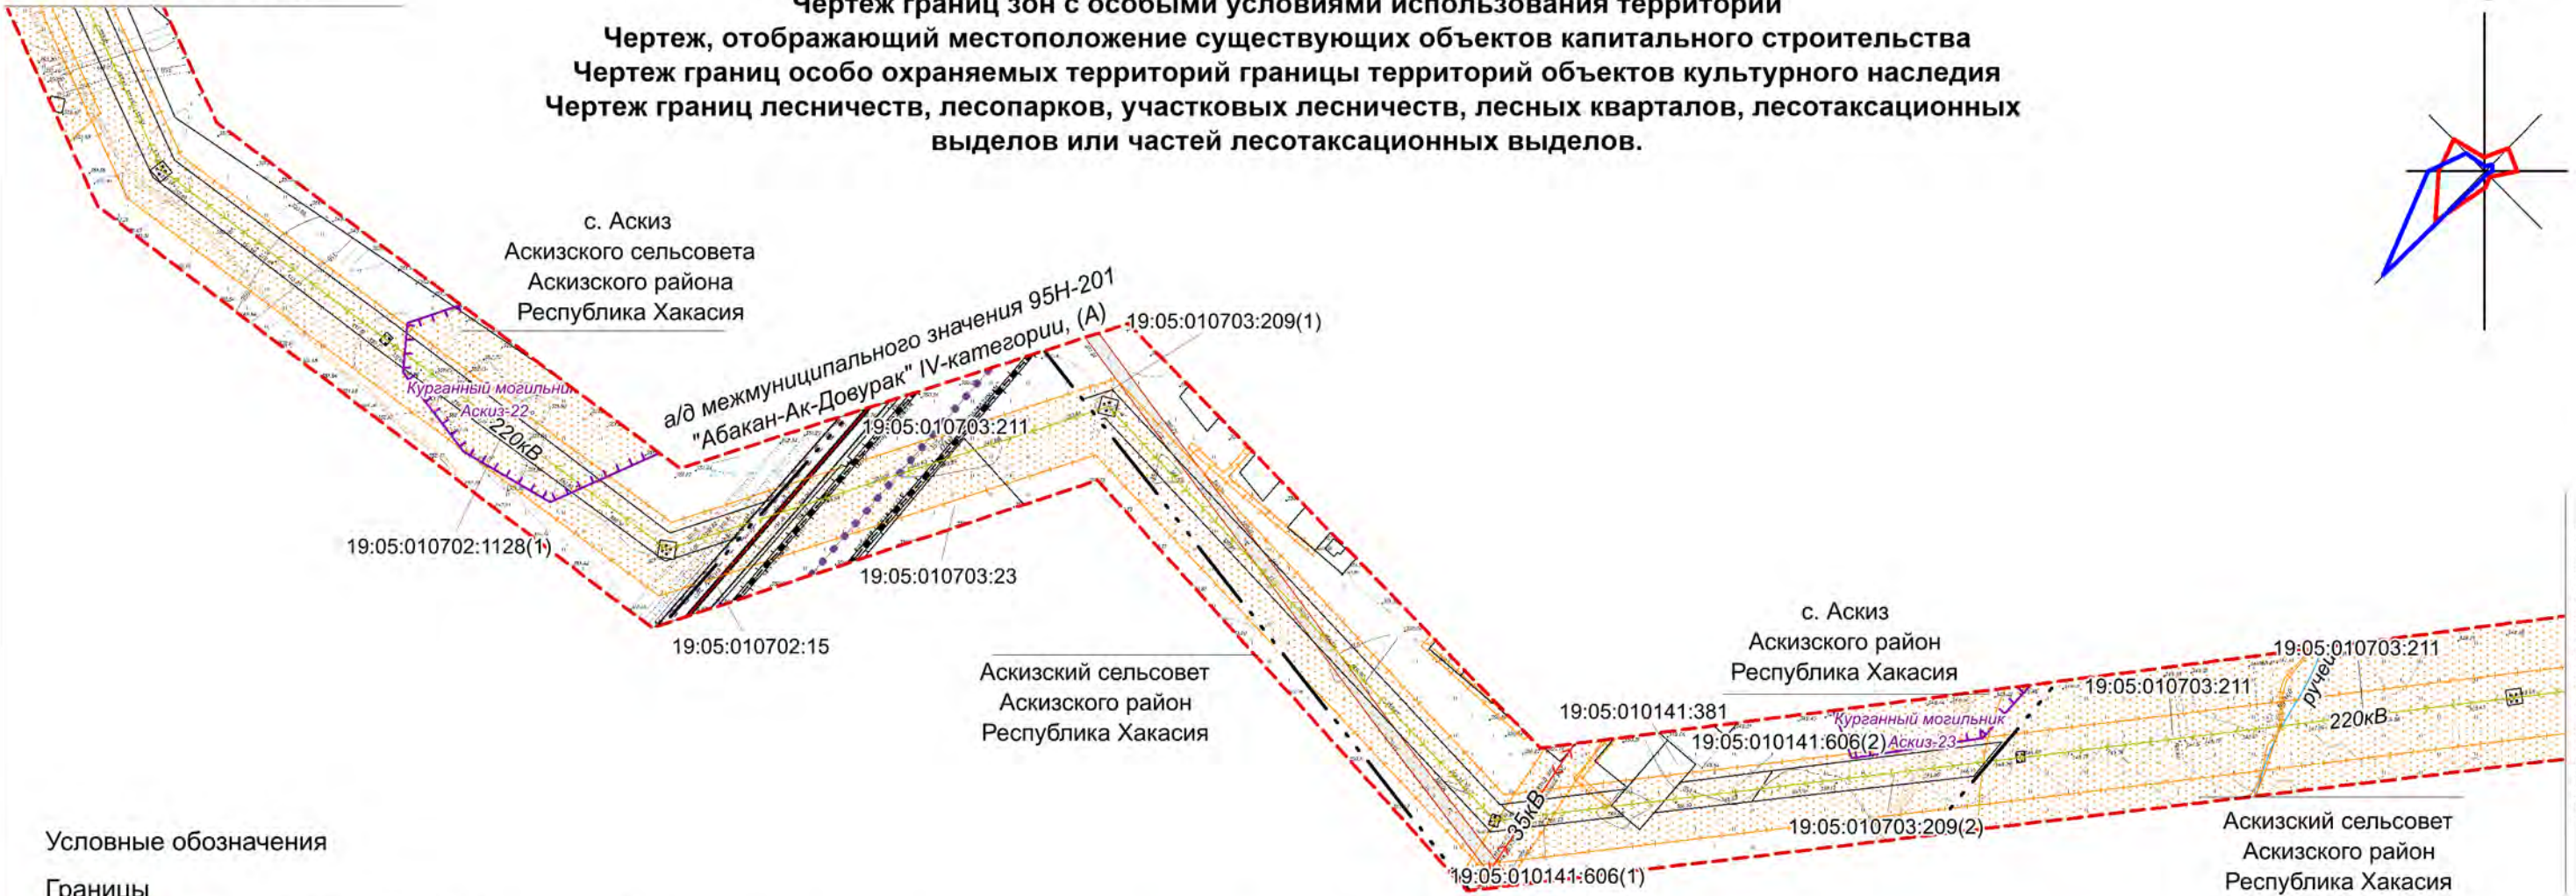 Чертеж границ зон с особыми условиями использования территории
Чертеж, отображающий местоположение существующих объектов капитального строительства
Чертеж границ особо охраняемых территорий границы территорий объектов культурного наследия
Чертеж границ лесничеств, лесопарков, участковых лесничеств, лесных кварталов, лесотаксационных
выделов или частей лесотаксационных выделов.
с. Аскиз
Аскизского сельсовета
Аскизского района
Республика Хакасия
а/д межмуниципального значения 95Н-201
"Абакан-Ак-Довурак" IV-категории, (А)
19:05:010703:209(1)
Курганный могильник
Аскиз-22
220кВ
19:05:010703:211
19:05:010702:1128(1)
19:05:010703:23
19:05:010702:15
Аскизский сельсовет
Аскизского район
Республика Хакасия
с. Аскиз
Аскизского район
Республика Хакасия
19:05:010141:381
Курганный могильник
Аскиз-23
19:05:010141:606(2)
19:05:010703:211
19:05:010703:211
ручей
220кВ
35кВ
19:05:010703:209(2)
19:05:010141:606(1)
Аскизский сельсовет
Аскизского район
Республика Хакасия
Условные обозначения
Границы